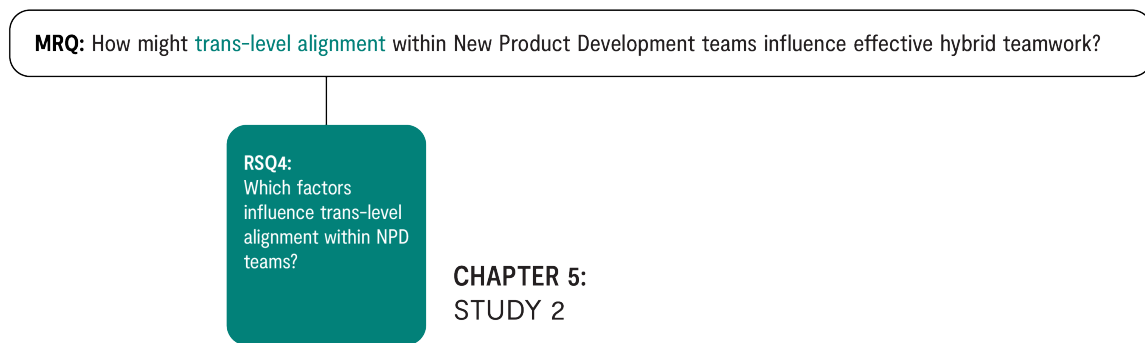 MRQ: How might trans-level alignment within New Product Development teams influence effective hybrid teamwork?
RSQ4:
Which factors
influence trans-level
alignment within NPD
teams?
CHAPTER 5:
STUDY 2